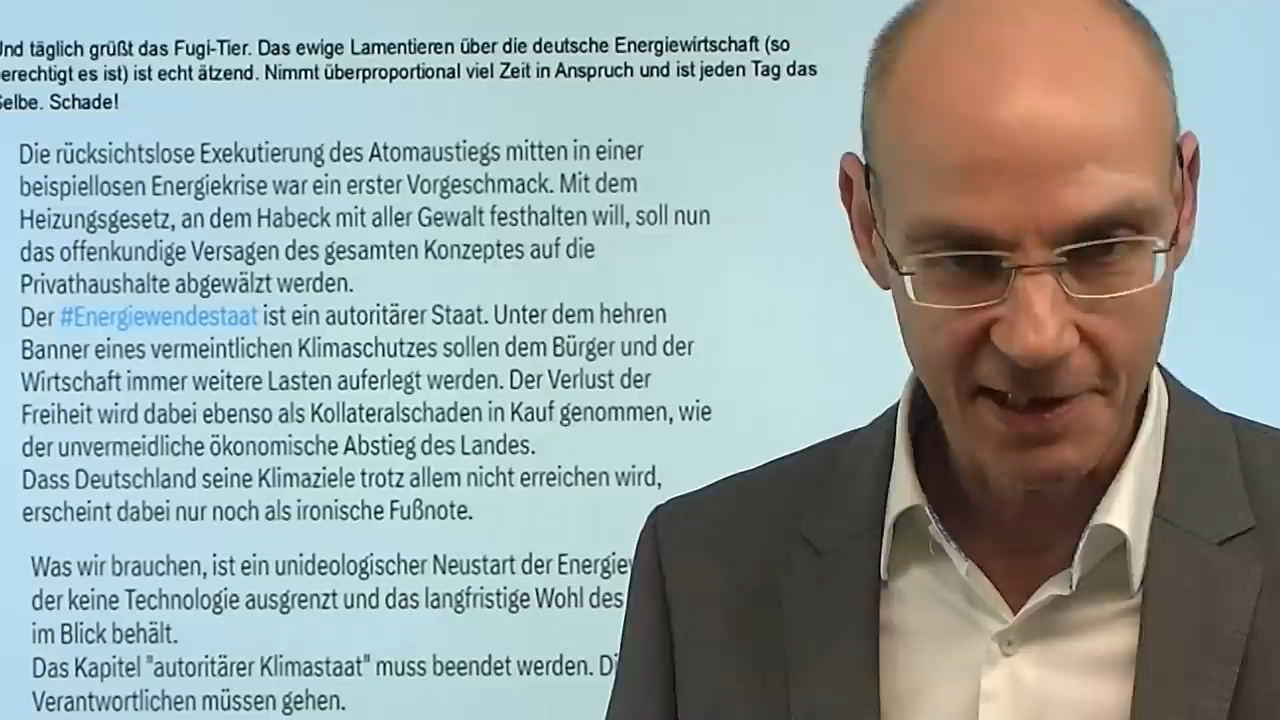 Und täglich grüßt das Fugi-Tier. Das ewige Lamentieren über die deutsche Energiewirtschaft (so
erechtigt es ist) ist echt ätzend. Nimmt überproportional viel Zeit in Anspruch und ist jeden Tag das
Selbe. Schade!
Die rücksichtslose Exekutierung des Atomaustiegs mitten in einer
beispiellosen Energiekrise war ein erster Vorgeschmack. Mit dem
Heizungsgesetz, an dem Habeck mit aller Gewalt festhalten will, soll nun
das offenkundige Versagen des gesamten Konzeptes auf die
Privathaushalte abgewälzt werden.
Der #Energiewendestaat ist ein autoritärer Staat. Unter dem hehren
Banner eines vermeintlichen Klimaschutzes sollen dem Bürger und der
Wirtschaft immer weitere Lasten auferlegt werden. Der Verlust der
Freiheit wird dabei ebenso als Kollateralschaden in Kauf genommen, wie
der unvermeidliche ökonomische Abstieg des Landes.
Dass Deutschland seine Klimaziele trotz allem nicht erreichen wird,
erscheint dabei nur noch als ironische Fußnote.
Was wir brauchen, ist ein unideologischer Neustart der
der keine Technologie ausgrenzt und das langfristige Wohl des
im Blick behält.
Das Kapitel "autoritärer Klimastaat" muss beendet werden.
Verantwortlichen müssen gehen.